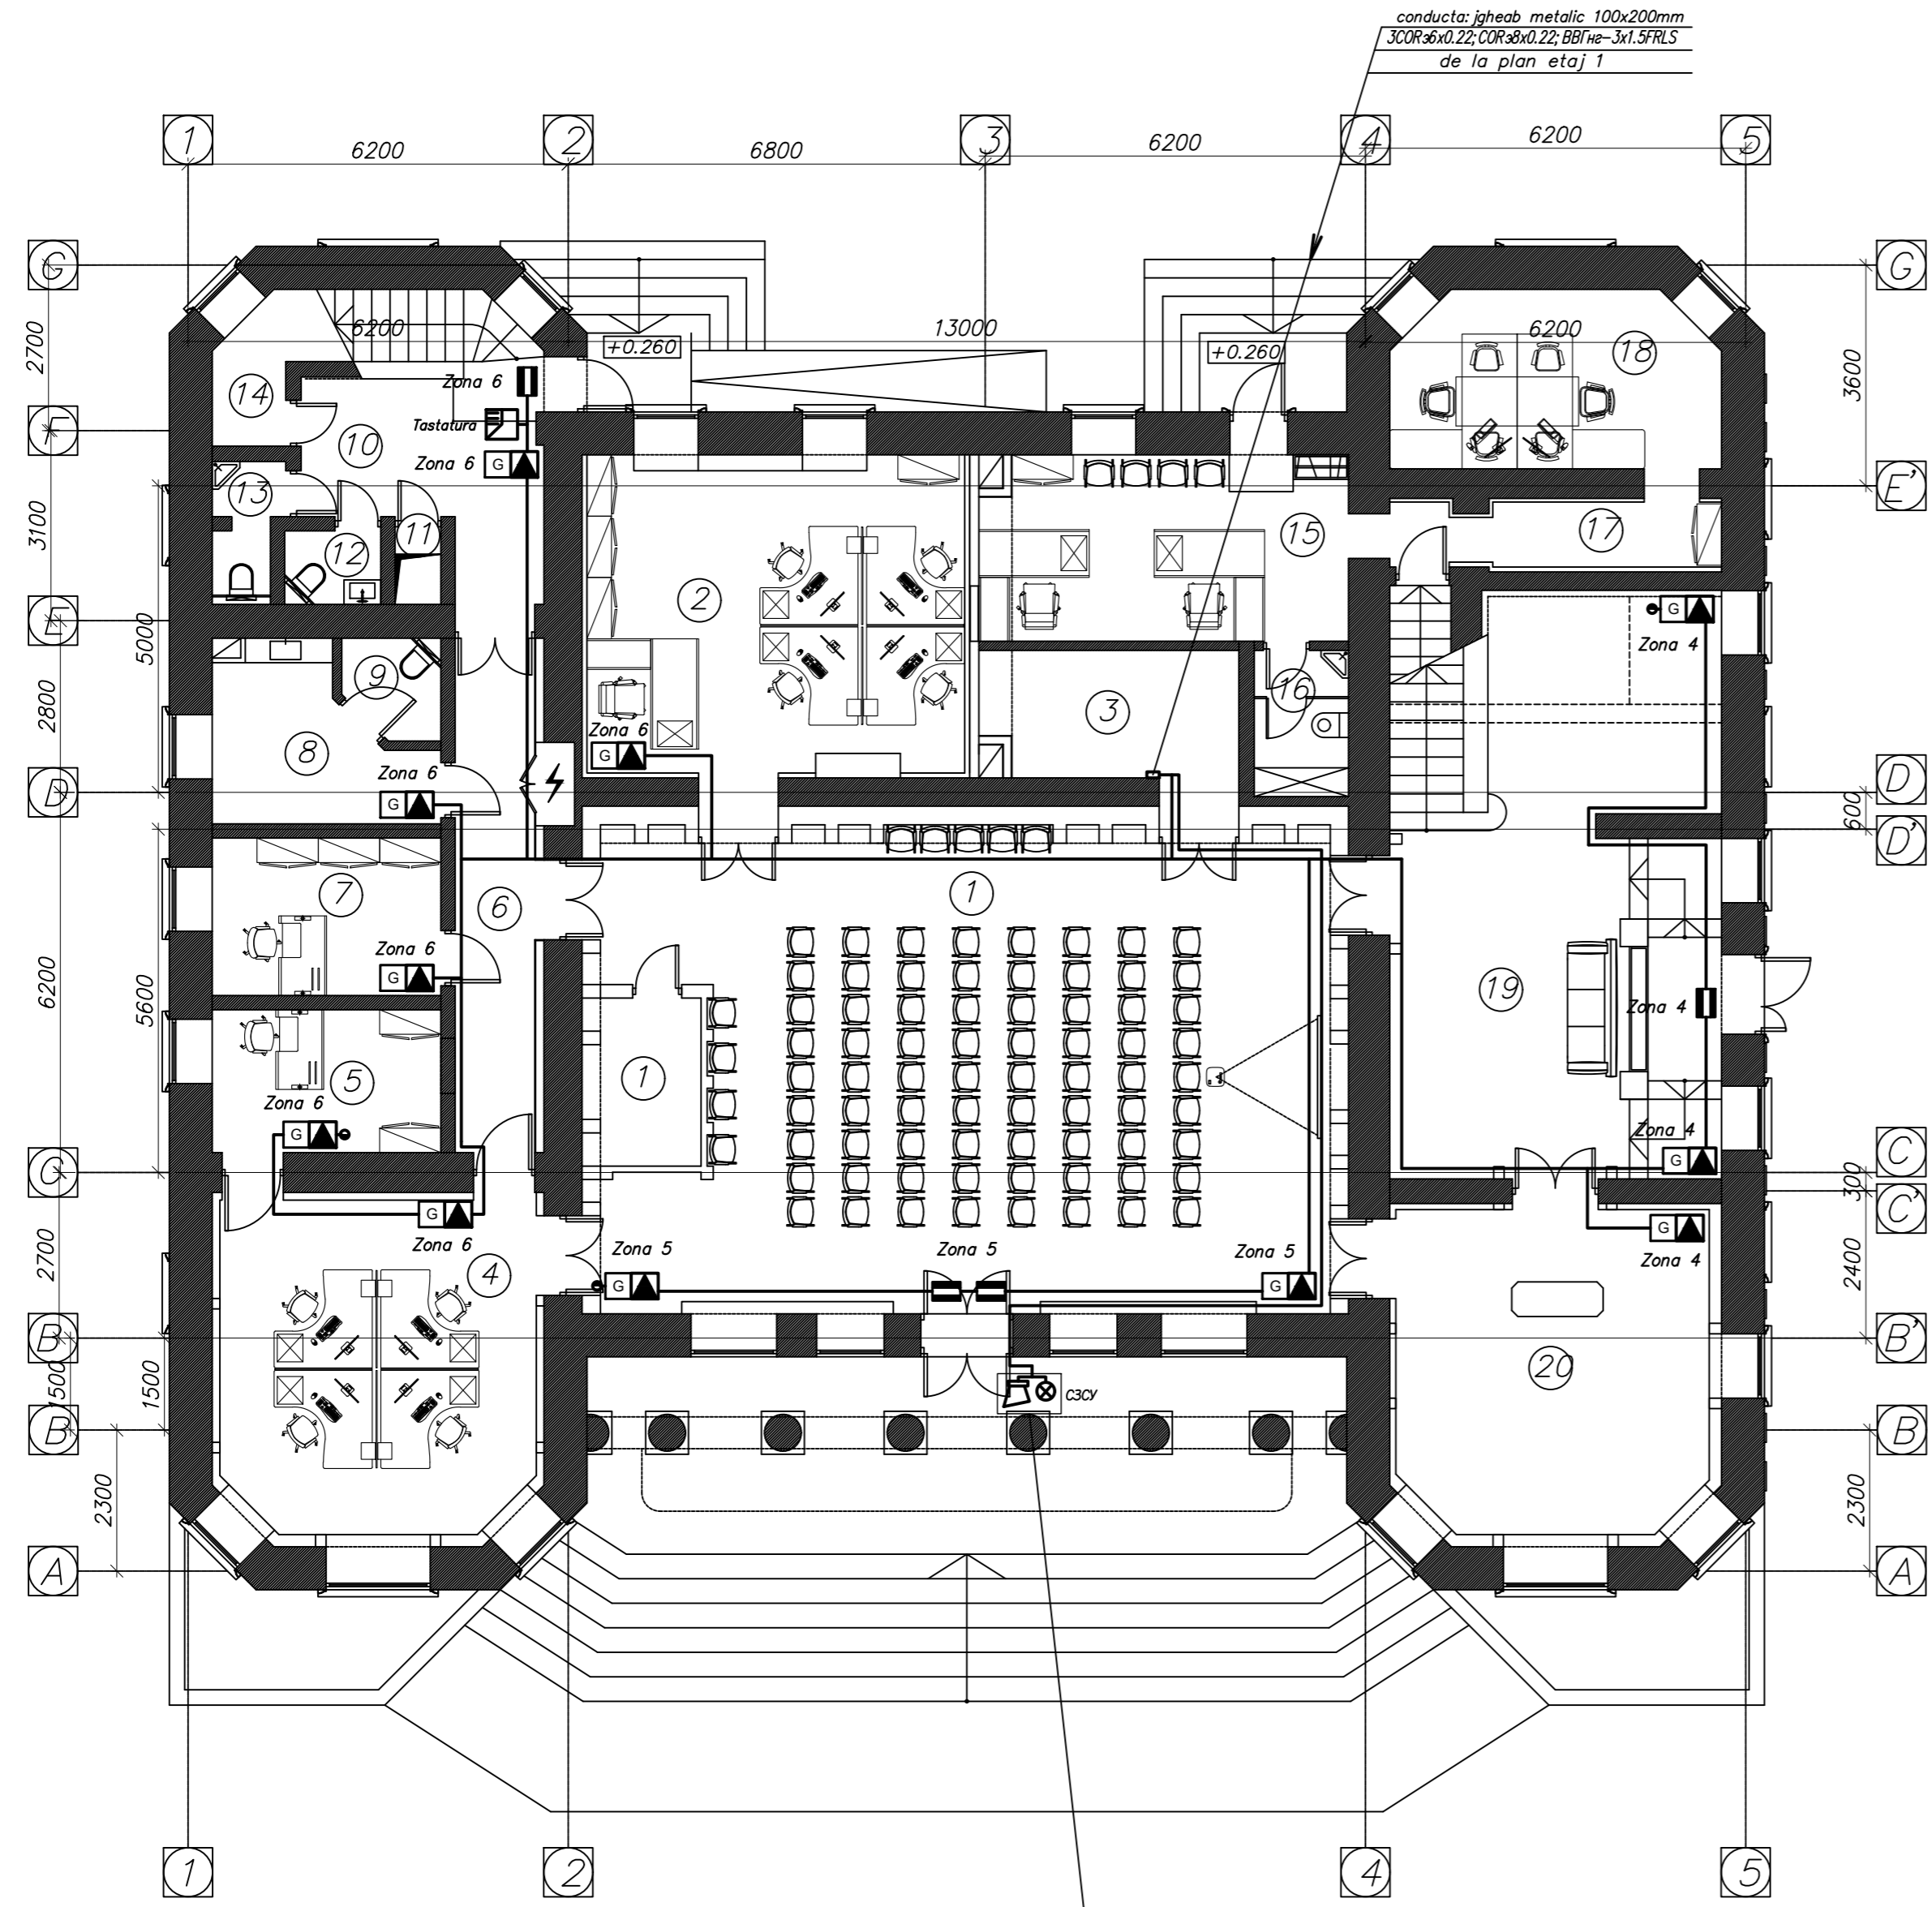 conducta: jgheab metalic 100x200mm
3CORэ6x0.22; CORэ8x0.22; ВВГнг-3x1.5FRLS
de la plan etaj 1
1 2 3 4 5
6200 6800 6200 6200
G G
6200 13000 6200
+0.260 +0.260
2700 3600
18
Zona 6
14
Tastatura
F
10
Zona 6 G
E'
13
3100
11
17
12
15
2
E
G
Zona 4
5000
9
16
2800
3
8
Zona 6
G
D D
Zona 6
G
600
D'
7
6
1
Zona 6
G
19
6200
5600
Zona 4
5
1
Zona 6
G
Zona 4
G
C C
300
C'
G
Zona 6
G
Zona 4
2700
4
Zona 5 Zona 5 Zona 5
G G
2400
B' B'
20
1500
1500
СЗСУ
B B
2300 2300
A A
1 2 4 5